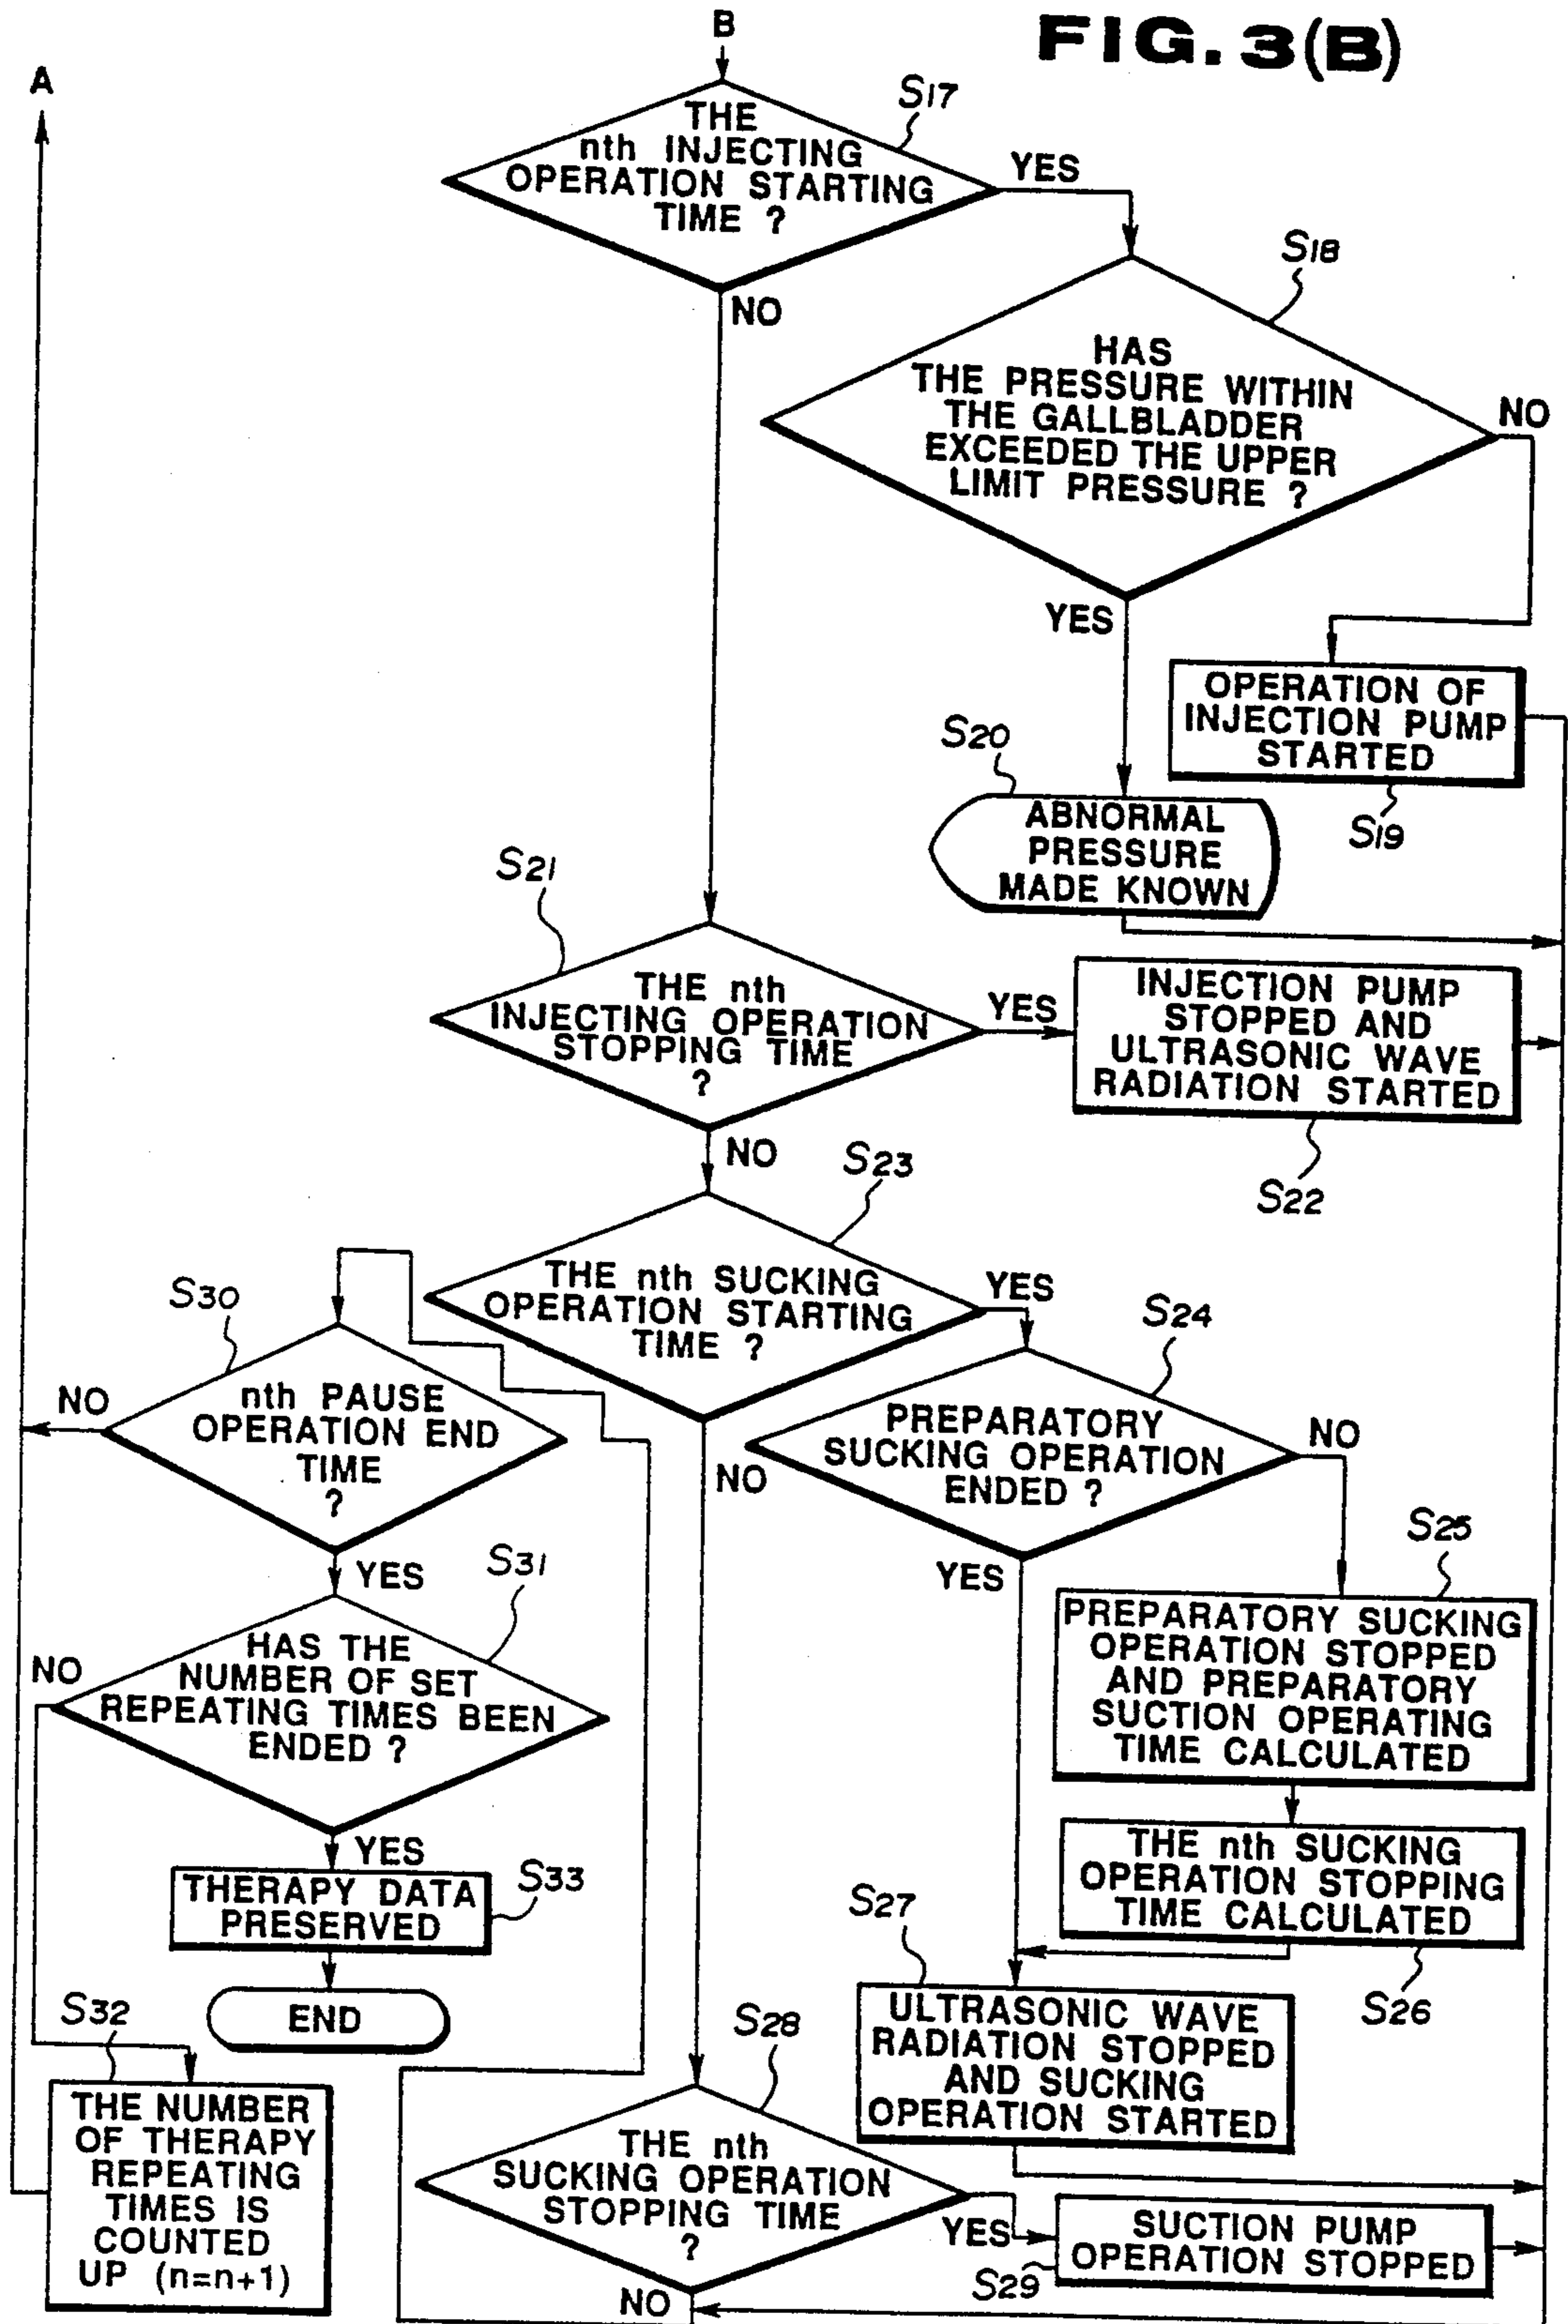 FIG. 3(B)
A
B
S17
THE
nth INJECTING
OPERATION STARTING
TIME ?
YES
NO
S18
HAS
THE PRESSURE WITHIN
THE GALLBLADDER
EXCEEDED THE UPPER
LIMIT PRESSURE ?
NO
YES
OPERATION OF
INJECTION PUMP
STARTED
S19
S20
ABNORMAL
PRESSURE
MADE KNOWN
S21
THE nth
INJECTING OPERATION
STOPPING TIME
?
YES
INJECTION PUMP
STOPPED AND
ULTRASONIC WAVE
RADIATION STARTED
S22
NO
S23
THE nth SUCKING
OPERATION STARTING
TIME ?
YES
NO
S24
PREPARATORY
SUCKING OPERATION
ENDED ?
NO
YES
S25
PREPARATORY SUCKING
OPERATION STOPPED
AND PREPARATORY
SUCTION OPERATING
TIME CALCULATED
THE nth SUCKING
OPERATION STOPPING
TIME CALCULATED
S26
S27
ULTRASONIC WAVE
RADIATION STOPPED
AND SUCKING
OPERATION STARTED
S28
THE nth
SUCKING OPERATION
STOPPING TIME
?
YES
SUCTION PUMP
OPERATION STOPPED
S29
NO
S30
nth PAUSE
OPERATION END
TIME
?
NO
YES
S31
HAS THE
NUMBER OF SET
REPEATING TIMES BEEN
ENDED ?
NO
YES
S33
THERAPY DATA
PRESERVED
END
S32
THE NUMBER
OF THERAPY
REPEATING
TIMES IS
COUNTED
UP (n=n+1)